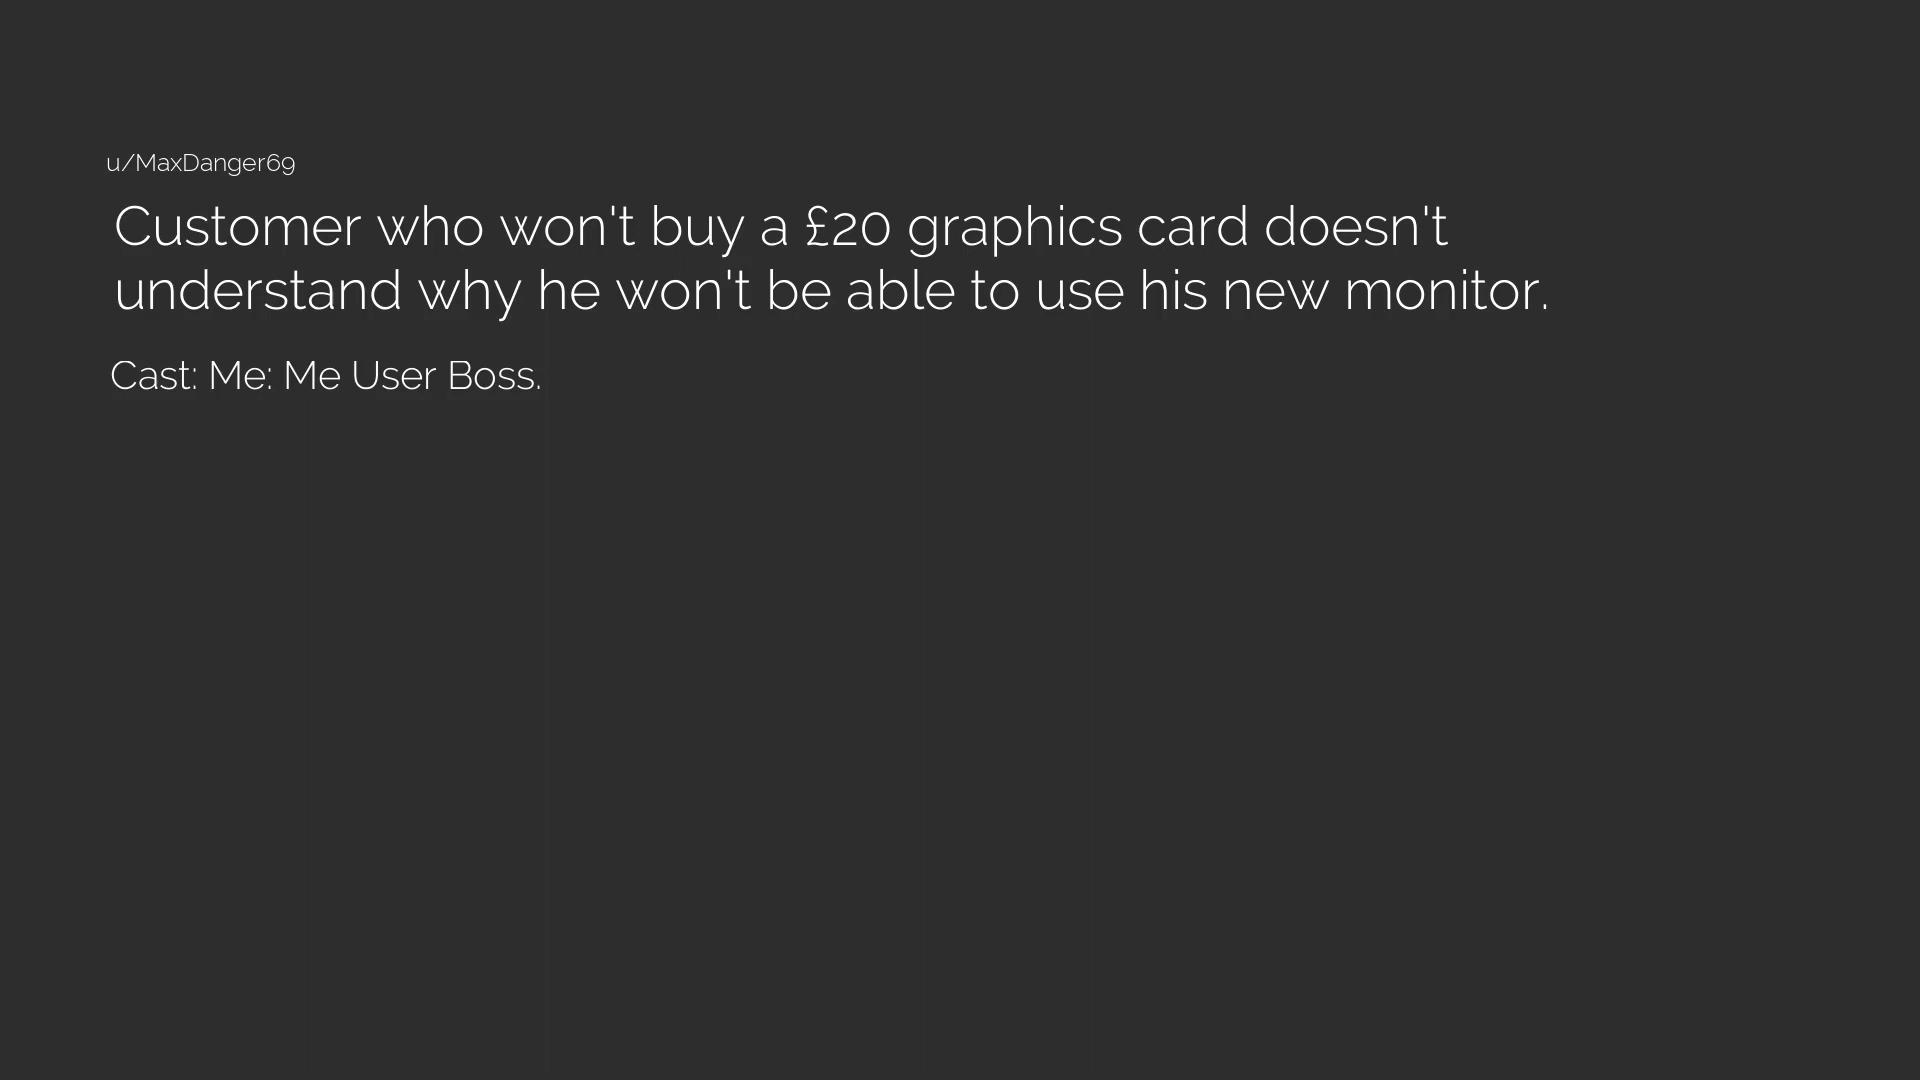 u/MaxDanger69
Customer who won't buy a £20 graphics card doesn't
understand why he won't be able to use his new monitor.
Cast: Me: Me User Boss.